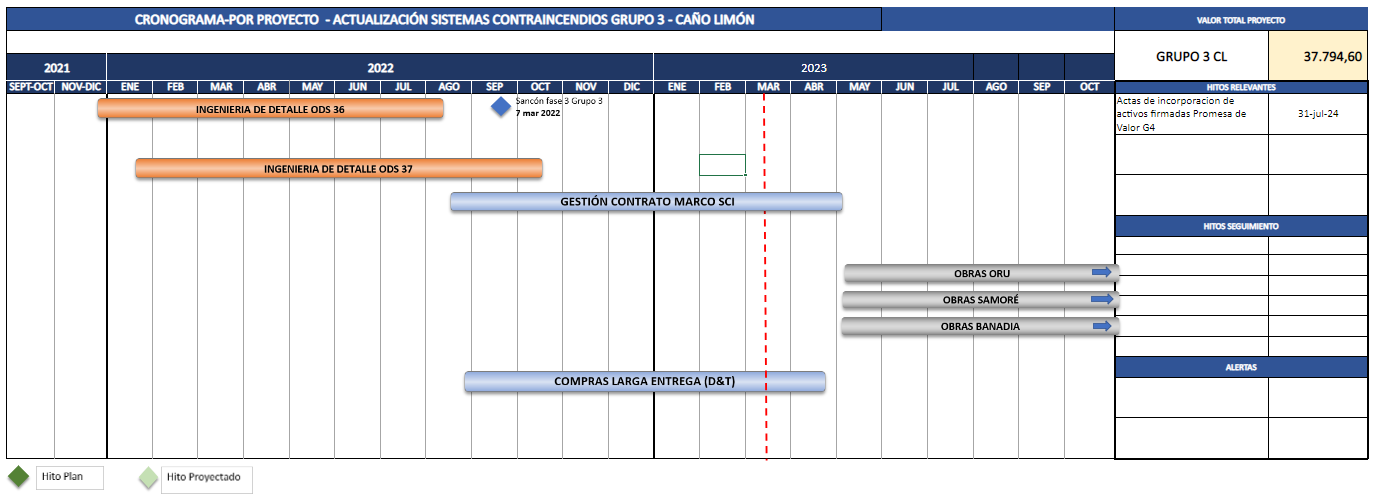 CRONOGRAMA-POR PROYECTO - ACTUALIZACIÓN SISTEMAS CONTRAINCENDIOS GRUPO 3 - CAÑO LIMÓN
VALOR TOTAL PROYECTO
GRUPO 3 CL 37.794,60
2021 2022 2023
SEPT-OCT NOV-DIC ENE FEB MAR ABR MAY JUN JUL AGO SEP OCT NOV DIC ENE FEB MAR ABR MAY JUN JUL AGO SEP OCT
HITOS RELEVANTES
Actas de incorporacion de
activos firmadas Promesa de
Valor G4
31-jul-24
INGENIERIA DE DETALLE ODS 36
Sancón fase 3 Grupo 3
7 mar 2022
INGENIERIA DE DETALLE ODS 37
GESTIÓN CONTRATO MARCO SCI
HITOS SEGUIMIENTO
OBRAS ORU
OBRAS SAMORÉ
OBRAS BANADIA
ALERTAS
COMPRAS LARGA ENTREGA (D&T)
Hito Plan
Hito Proyectado